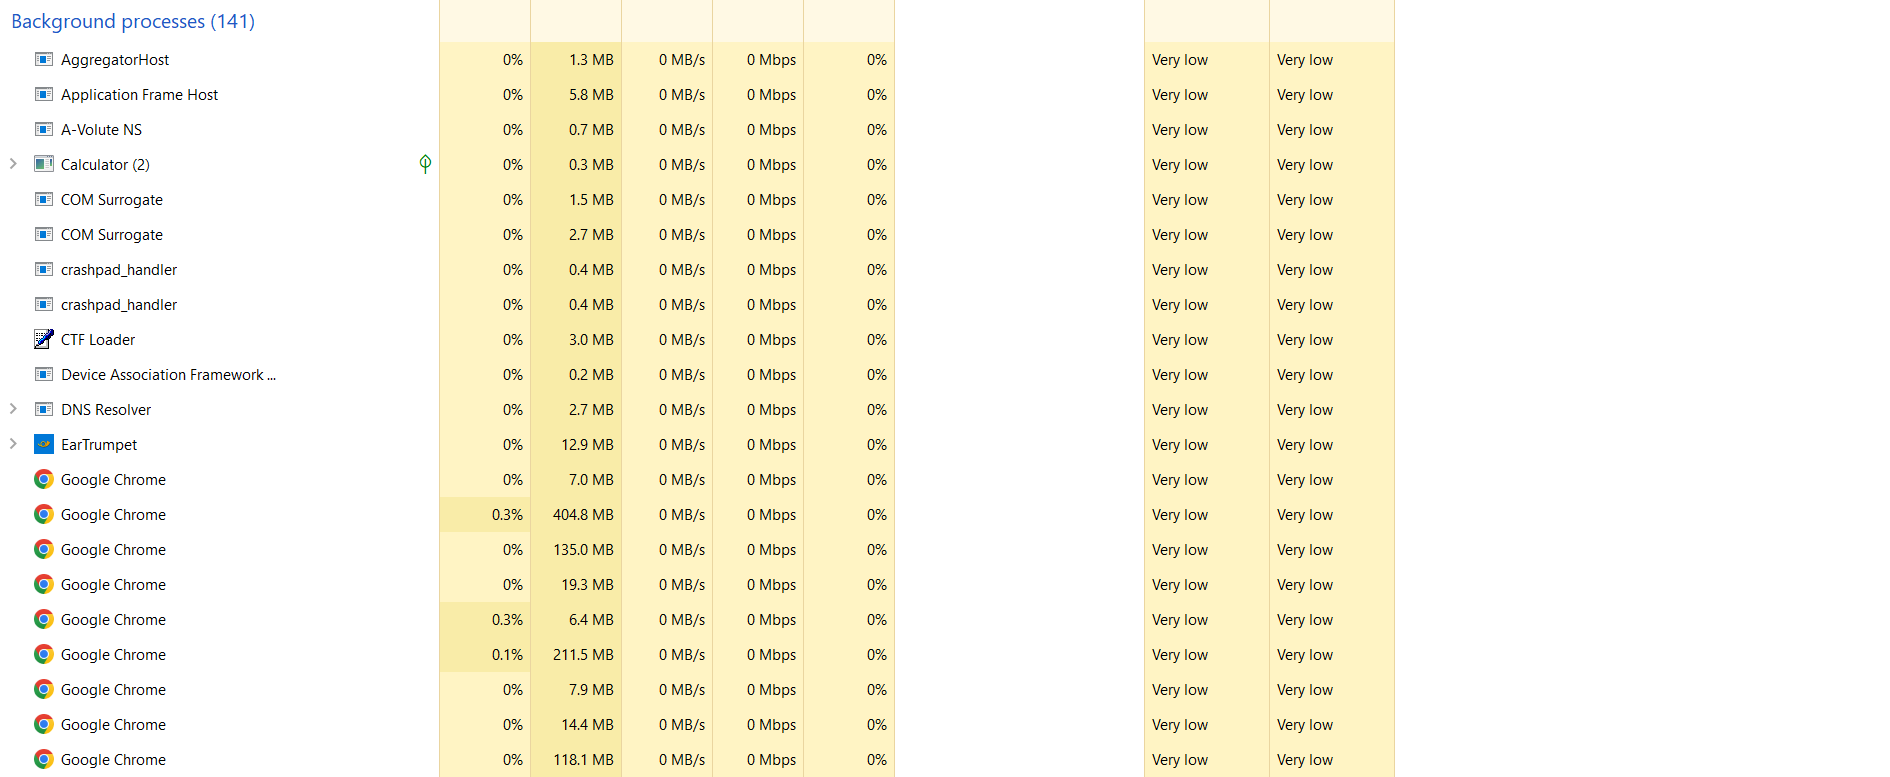 Background processes (141)
AggregatorHost 0% 1.3 MB 0 MB/s 0 Mbps 0% Very low Very low
Application Frame Host 0% 5.8 MB 0 MB/s 0 Mbps 0% Very low Very low
A-Volute NS 0% 0.7 MB 0 MB/s 0 Mbps 0% Very low Very low
Calculator (2) 0% 0.3 MB 0 MB/s 0 Mbps 0% Very low Very low
COM Surrogate 0% 1.5 MB 0 MB/s 0 Mbps 0% Very low Very low
COM Surrogate 0% 2.7 MB 0 MB/s 0 Mbps 0% Very low Very low
crashpad_handler 0% 0.4 MB 0 MB/s 0 Mbps 0% Very low Very low
crashpad_handler 0% 0.4 MB 0 MB/s 0 Mbps 0% Very low Very low
CTF Loader 0% 3.0 MB 0 MB/s 0 Mbps 0% Very low Very low
Device Association Framework ... 0% 0.2 MB 0 MB/s 0 Mbps 0% Very low Very low
DNS Resolver 0% 2.7 MB 0 MB/s 0 Mbps 0% Very low Very low
EarTrumpet 0% 12.9 MB 0 MB/s 0 Mbps 0% Very low Very low
Google Chrome 0% 7.0 MB 0 MB/s 0 Mbps 0% Very low Very low
Google Chrome 0.3% 404.8 MB 0 MB/s 0 Mbps 0% Very low Very low
Google Chrome 0% 135.0 MB 0 MB/s 0 Mbps 0% Very low Very low
Google Chrome 0% 19.3 MB 0 MB/s 0 Mbps 0% Very low Very low
Google Chrome 0.3% 6.4 MB 0 MB/s 0 Mbps 0% Very low Very low
Google Chrome 0.1% 211.5 MB 0 MB/s 0 Mbps 0% Very low Very low
Google Chrome 0% 7.9 MB 0 MB/s 0 Mbps 0% Very low Very low
Google Chrome 0% 14.4 MB 0 MB/s 0 Mbps 0% Very low Very low
Google Chrome 0% 118.1 MB 0 MB/s 0 Mbps 0% Very low Very low